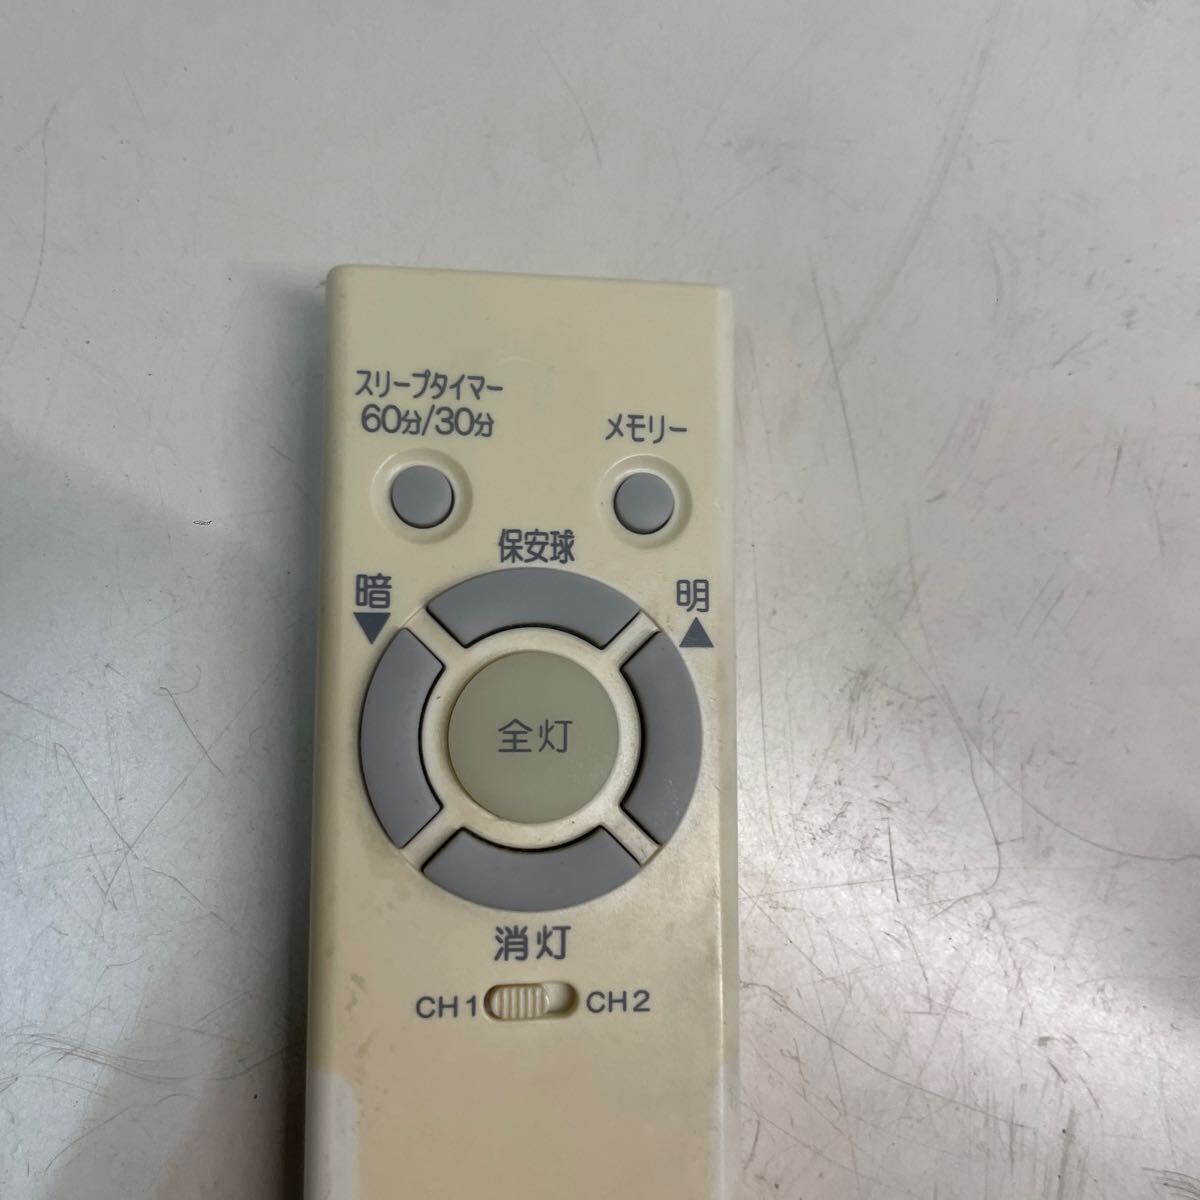 スリープタイマー
60分/30分
メモリー
保安球
暗
▼
明
▲
全灯
消灯
CH1
CH2